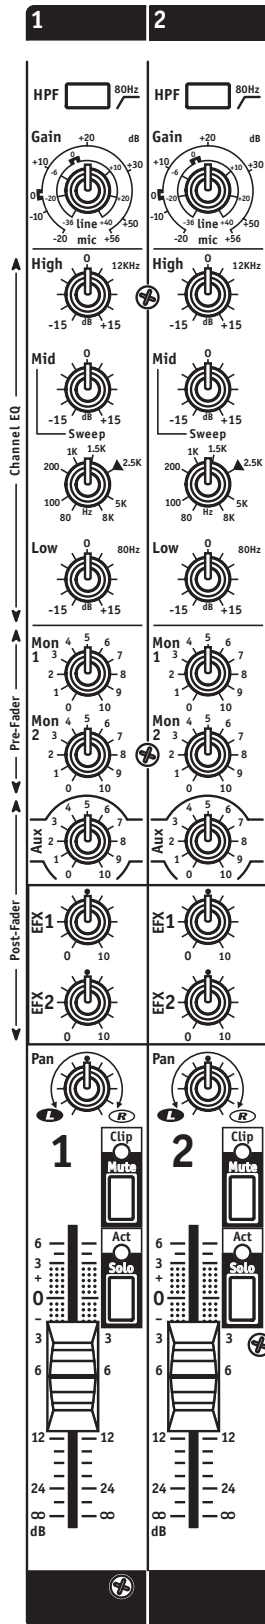 1 2
HPF 80Hz HPF 80Hz
Gain +20 dB Gain +20 dB
+10 0 +30 +10 0 +30
-6 +10 -6 +10
0 -20 +20 +40 0 -20 +20 +40
-10 -36 line +40 +50 -10 -36 line +40 +50
-20 mic +56 -20 mic +56
High 0 12KHz High 0 12KHz
-15 dB +15 -15 dB +15
Mid 0 Mid 0
-15 dB +15 -15 dB +15
Sweep Sweep
1K 1.5K 1K 1.5K
200 2.5K 200 2.5K
100 5K 100 5K
80 Hz 8K 80 Hz 8K
Channel EQ
Low 0 80Hz Low 0 80Hz
-15 dB +15 -15 dB +15
Mon 4 5 6 Mon 4 5 6
1 3 7 1 3 7
2 8 2 8
1 9 1 9
0 10 0 10
Pre-Fader
Mon 4 5 6 Mon 4 5 6
2 3 7 2 3 7
2 8 2 8
1 9 1 9
0 10 0 10
4 5 6 4 5 6
3 7 3 7
Aux 2 8 Aux 2 8
1 9 1 9
0 10 0 10
Post-Fader
EFX 1 EFX 1
0 10 0 10
EFX 2 EFX 2
0 10 0 10
Pan Pan
L R L R
1 Clip 2 Clip
Mute Mute
Act Act
6 Solo 6 Solo
3 3
+ +
0 0
- -
3 3 3 3
6 6 6 6
12 12 12 12
24 24 24 24
∞ ∞ ∞ ∞
dB dB